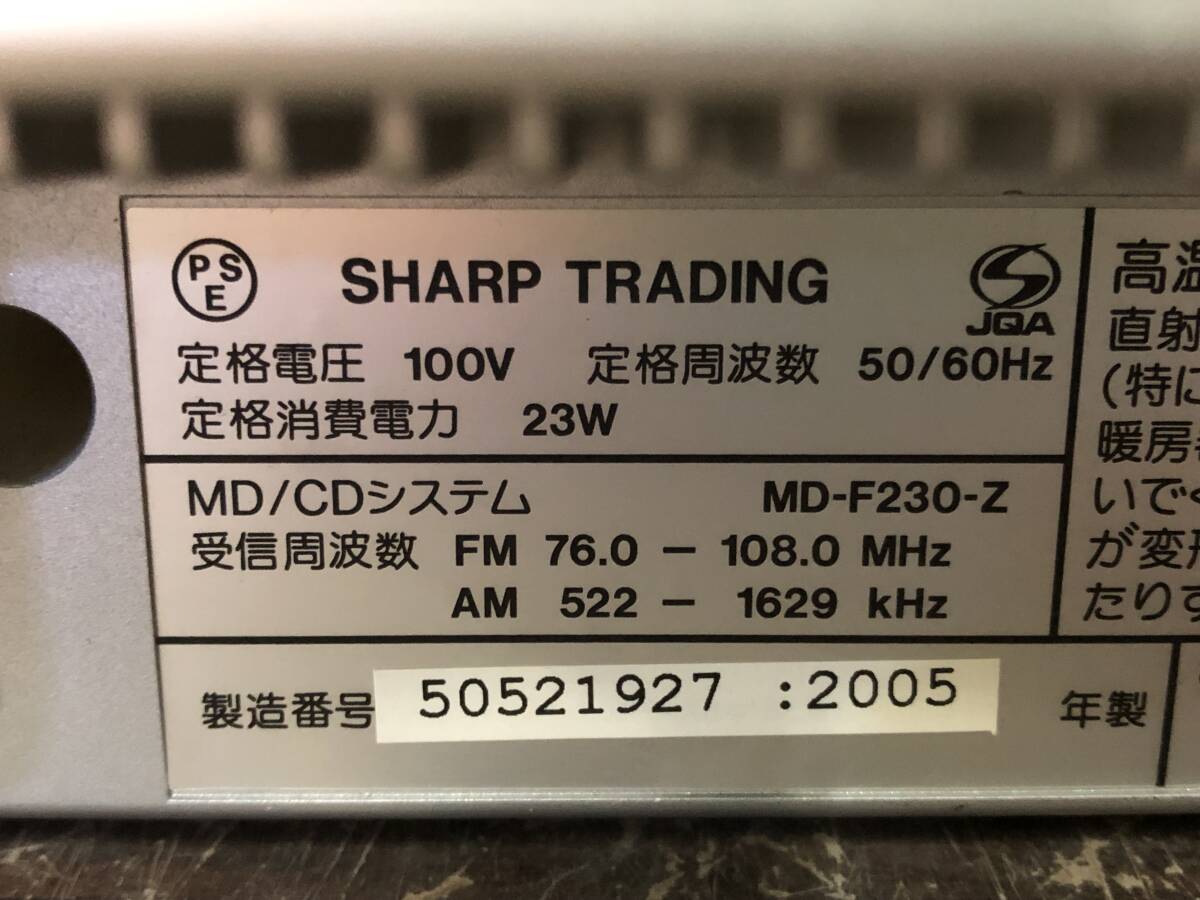 PSE
SHARP TRADING
JQA
定格電圧 100V 定格周波数 50/60Hz
定格消費電力 23W
MD/CDシステム MD-F230-Z
受信周波数 FM 76.0 - 108.0 MHz
AM 522 - 1629 kHz
製造番号 50521927 :2005 年製
高温
直射
(特に
暖房
いで
が変形
たりす